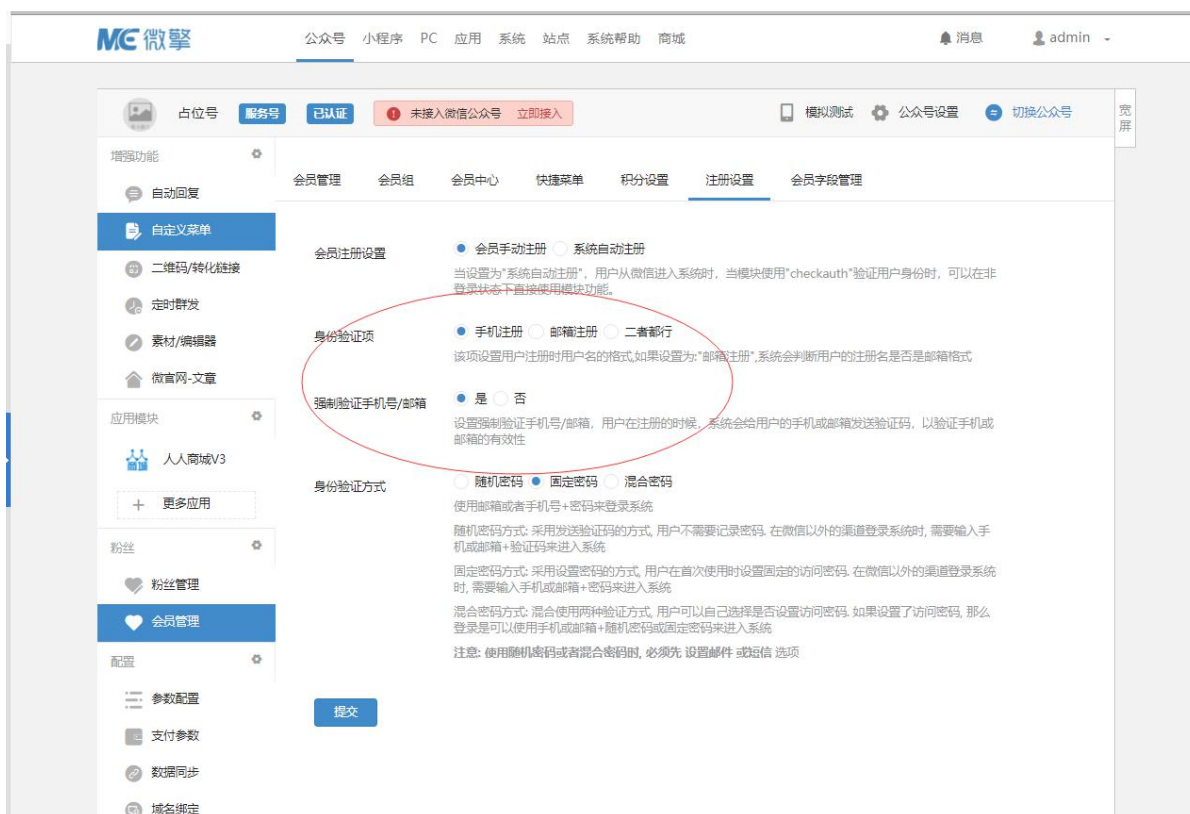 ME微擎
公众号 小程序 PC 应用 系统 站点 系统帮助 商城
消息 admin
占位号 服务号 已认证 未接入微信公众号 立即接入
模拟测试 公众号设置 切换公众号
宽屏
增强功能
自动回复
自定义菜单
二维码/转化链接
定时群发
素材/编辑器
微官网-文章
应用模块
商城 人人商城V3
+ 更多应用
粉丝
粉丝管理
会员管理
配置
参数配置
支付参数
数据同步
域名绑定
会员管理 会员组 会员中心 快捷菜单 积分设置 注册设置 会员字段管理
会员注册设置 会员手动注册 系统自动注册
当设置为"系统自动注册", 用户从微信进入系统时, 当模块使用"checkauth"验证用户身份时, 可以在非
登录状态下直接使用模块功能。
身份验证项 手机注册 邮箱注册 二者都行
该项设置用户注册时用户名的格式,如果设置为:"邮箱注册",系统会判断用户的注册名是否是邮箱格式
强制验证手机号/邮箱 是 否
设置强制验证手机号/邮箱, 用户在注册的时候, 系统会给用户的手机或邮箱发送验证码, 以验证手机或
邮箱的有效性
身份验证方式 随机密码 固定密码 混合密码
使用邮箱或者手机号+密码来登录系统
随机密码方式: 采用发送验证码的方式, 用户不需要记录密码. 在微信以外的渠道登录系统时, 需要输入手
机或邮箱+验证码来进入系统
固定密码方式: 采用设置密码的方式, 用户在首次使用时设置固定的访问密码. 在微信以外的渠道登录系统
时, 需要输入手机或邮箱+密码来进入系统
混合密码方式: 混合使用两种验证方式, 用户可以自己选择是否设置访问密码. 如果设置了访问密码, 那么
登录是可以使用手机或邮箱+随机密码或固定密码来进入系统
注意: 使用随机密码或者混合密码时, 必须先 设置邮件 或短信 选项
提交